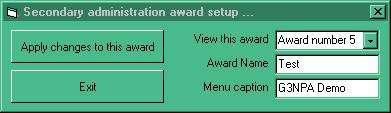 Secondary administration award setup ...
Apply changes to this award
View this award Award number 5
Award Name Test
Exit
Menu caption G3NPA Demo